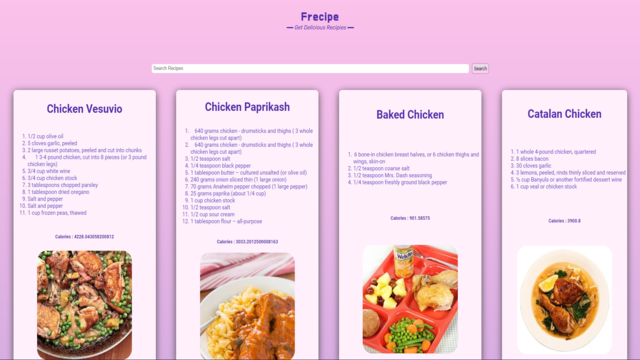 Frecipe
Get Delicious Recipies
Search Recipes
Search
Chicken Vesuvio
1. 1/2 cup olive oil
2. 5 cloves garlic, peeled
3. 2 large russet potatoes, peeled and cut into chunks
4. 1 3-4 pound chicken, cut into 8 pieces (or 3 pound
chicken legs)
5. 3/4 cup white wine
6. 3/4 cup chicken stock
7. 3 tablespoons chopped parsley
8. 1 tablespoon dried oregano
9. Salt and pepper
10. Salt and pepper
11. 1 cup frozen peas, thawed
Calories : 4228.043658200812
Chicken Paprikash
1. 640 grams chicken - drumsticks and thighs ( 3 whole
chicken legs cut apart)
2. 640 grams chicken - drumsticks and thighs ( 3 whole
chicken legs cut apart)
3. 1/2 teaspoon salt
4. 1/4 teaspoon black pepper
5. 1 tablespoon butter – cultured unsalted (or olive oil)
6. 240 grams onion sliced thin (1 large onion)
7. 70 grams Anaheim pepper chopped (1 large pepper)
8. 25 grams paprika (about 1/4 cup)
9. 1 cup chicken stock
10. 1/2 teaspoon salt
11. 1/2 cup sour cream
12. 1 tablespoon flour – all-purpose
Calories : 3033.2012500088163
Baked Chicken
1. 6 bone-in chicken breast halves, or 6 chicken thighs and
wings, skin-on
2. 1/2 teaspoon coarse salt
3. 1/2 teaspoon Mrs. Dash seasoning
4. 1/4 teaspoon freshly ground black pepper
Calories : 901.58575
Catalan Chicken
1. 1 whole 4-pound chicken, quartered
2. 8 slices bacon
3. 30 cloves garlic
4. 3 lemons, peeled, rinds thinly sliced and reserved
5. ½ cup Banyuls or another fortified dessert wine
6. 1 cup veal or chicken stock
Calories : 3908.8